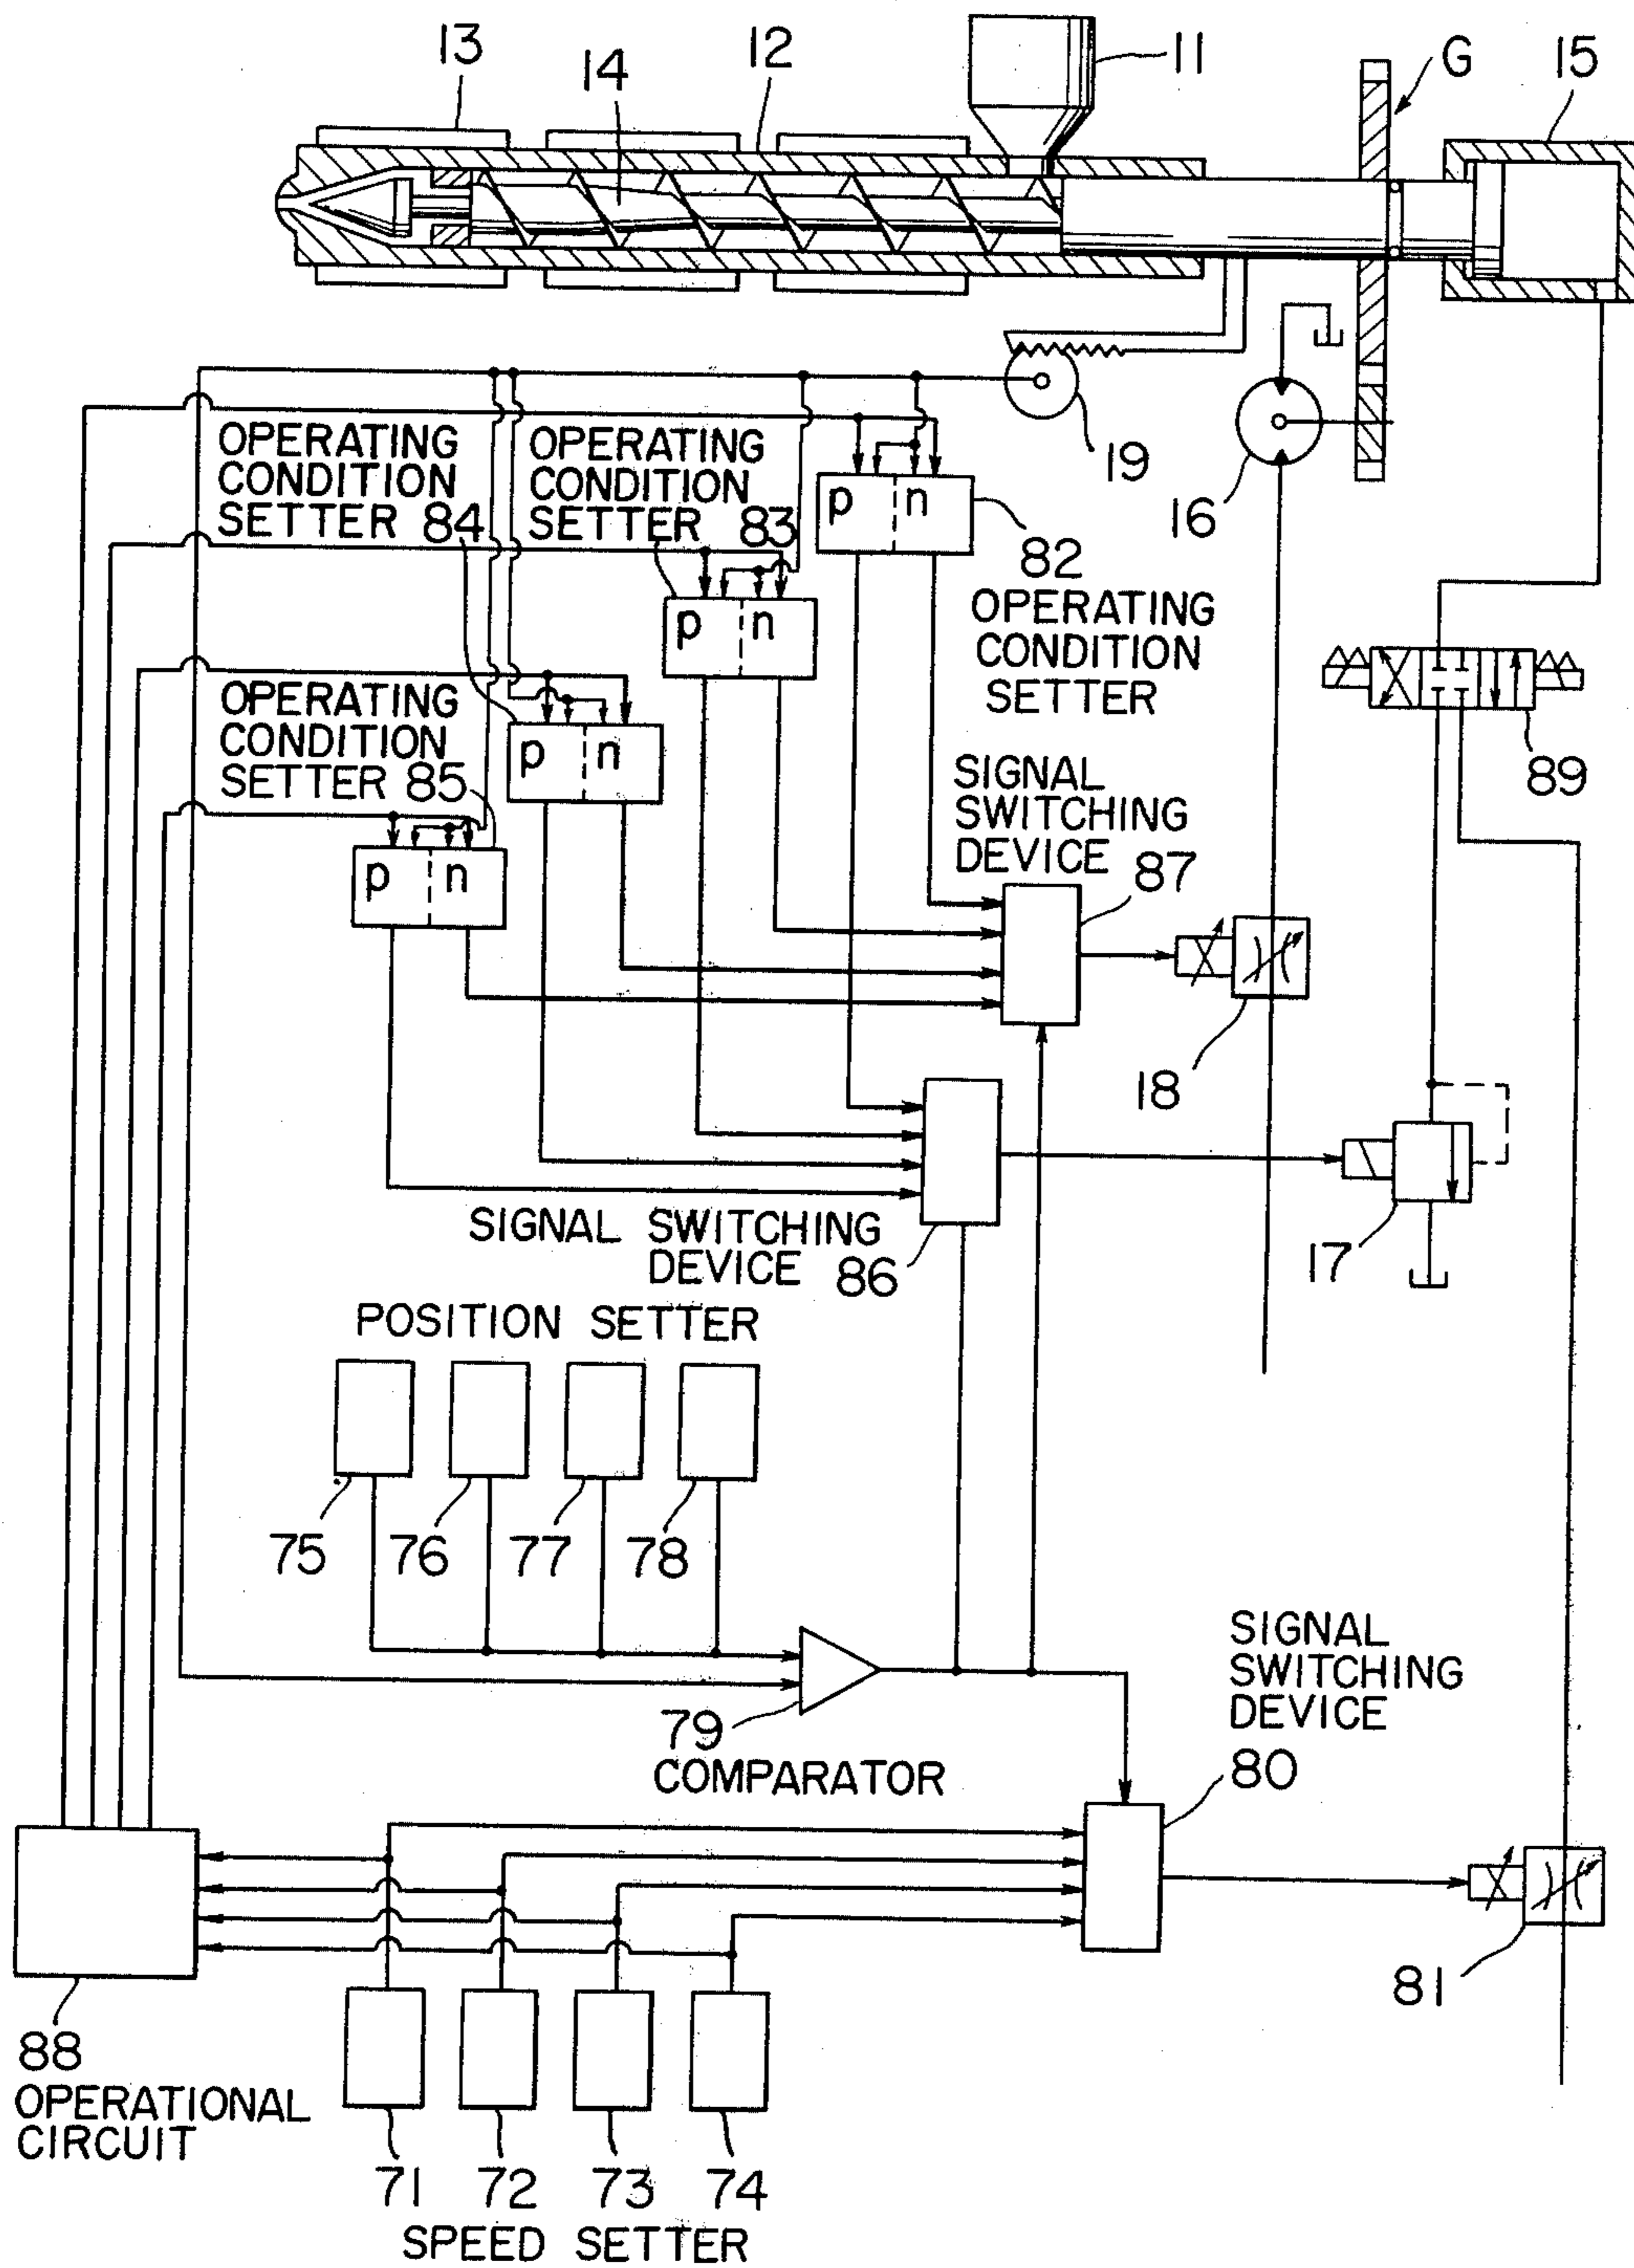 13
14
12
11
G
15
OPERATING
CONDITION
SETTER 84
OPERATING
CONDITION
SETTER 83
19
16
p n
82
OPERATING
CONDITION
SETTER
p n
p n
OPERATING
CONDITION
SETTER 85
p n
89
SIGNAL
SWITCHING
DEVICE 87
18
SIGNAL SWITCHING
DEVICE 86
17
POSITION SETTER
75 76 77 78
79
COMPARATOR
SIGNAL
SWITCHING
DEVICE
80
81
88
OPERATIONAL
CIRCUIT
71 72 73 74
SPEED SETTER